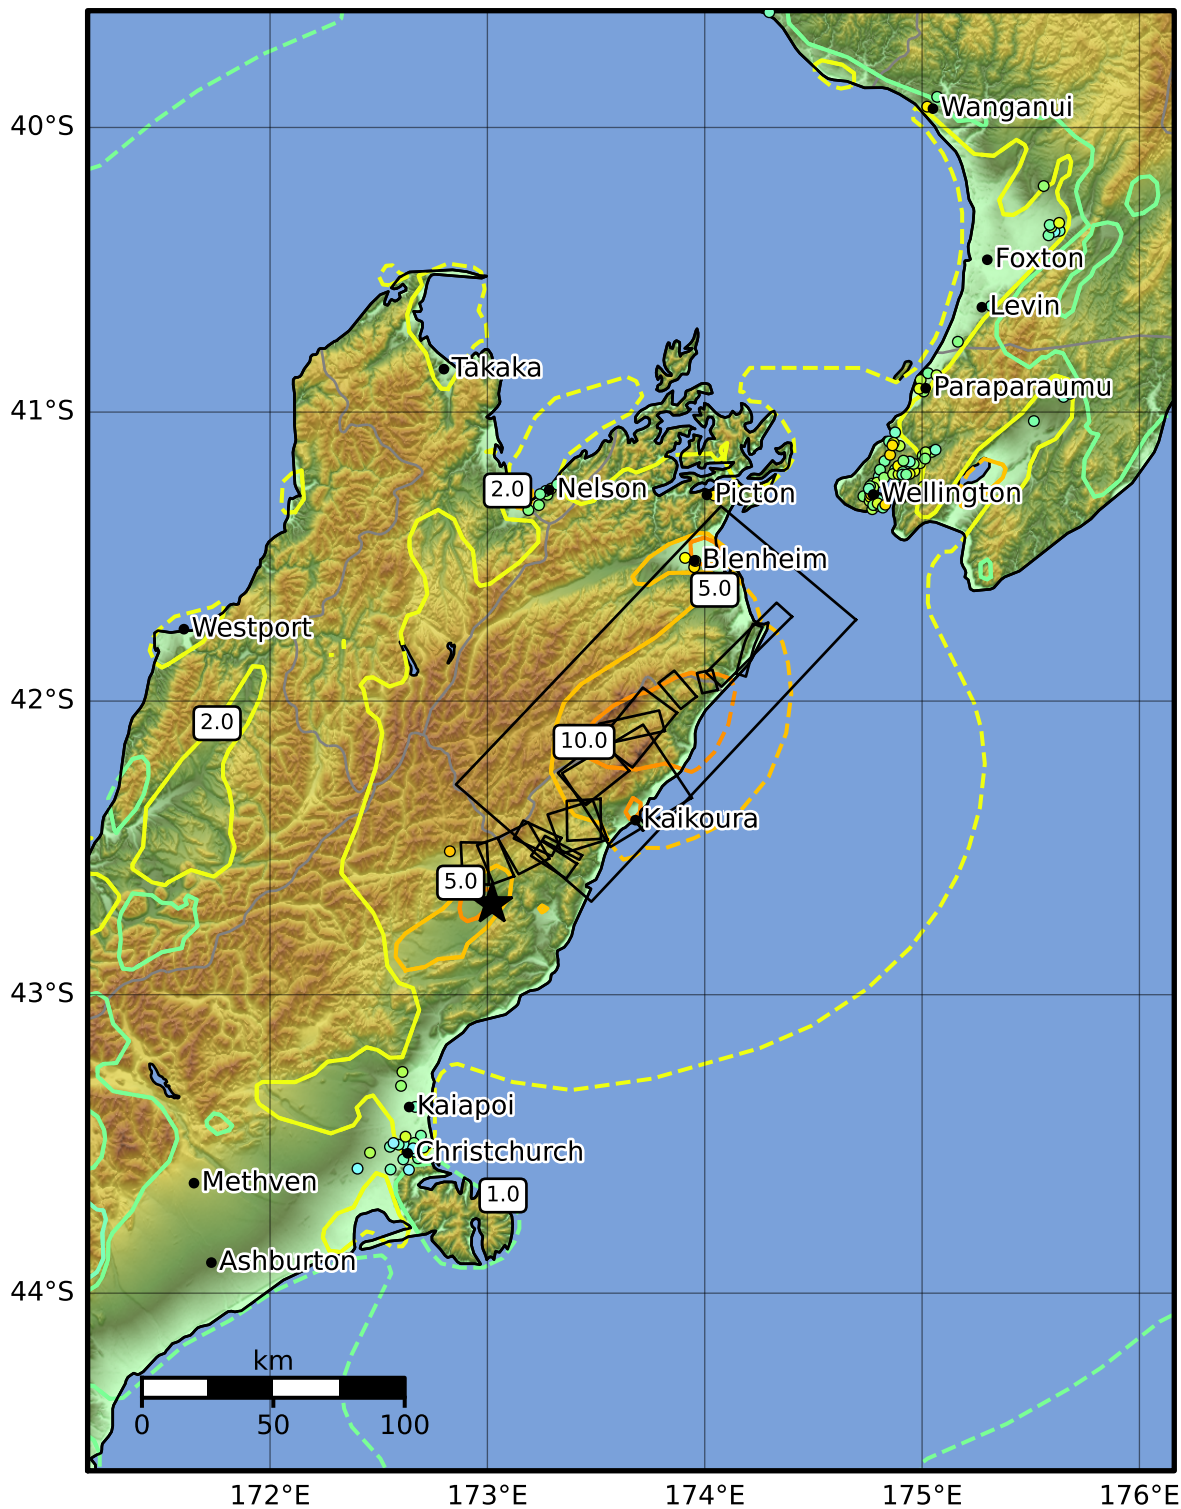 40°S
Wanganui
Foxton
Levin
Takaka
Paraparaumu
41°S
2.0
Nelson
Picton
Wellington
Blenheim
5.0
Westport
42°S
2.0
10.0
Kaikoura
5.0
43°S
Kaiapoi
Christchurch
Methven
1.0
Ashburton
44°S
km
0 50 100
172°E 173°E 174°E 175°E 176°E